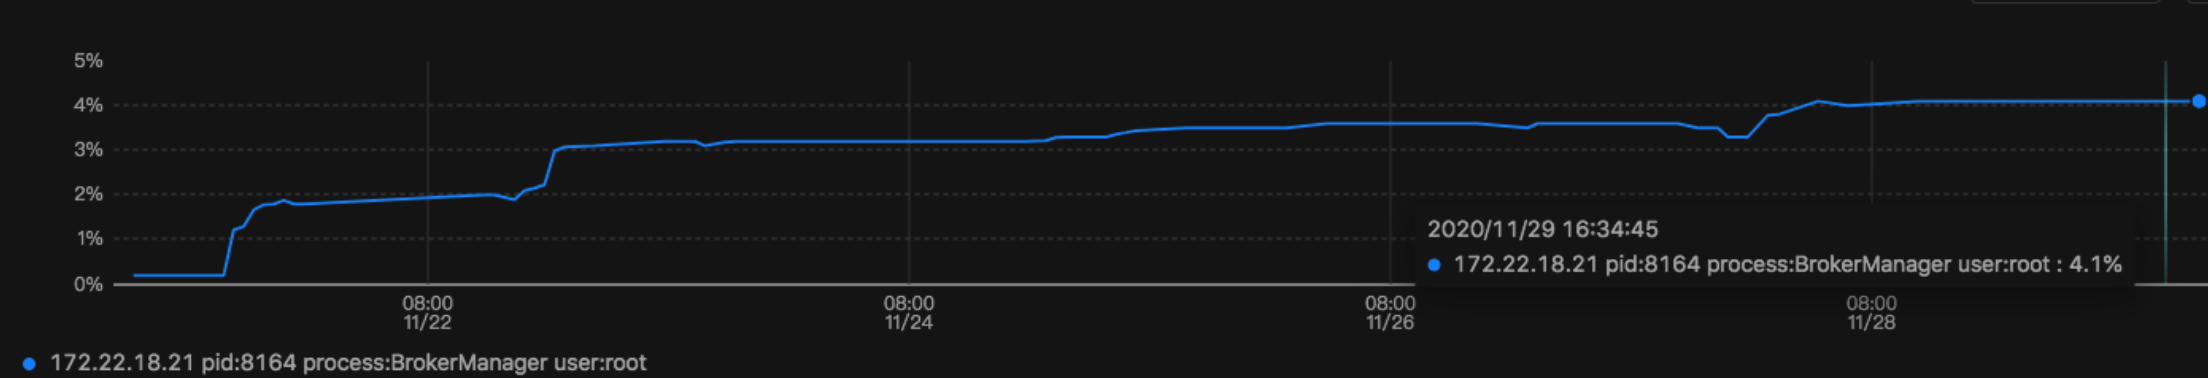 5%
4%
3%
2%
1%
0%
2020/11/29 16:34:45
172.22.18.21 pid:8164 process:BrokerManager user:root : 4.1%
08:00 08:00 08:00 08:00
11/22 11/24 11/26 11/28
172.22.18.21 pid:8164 process:BrokerManager user:root